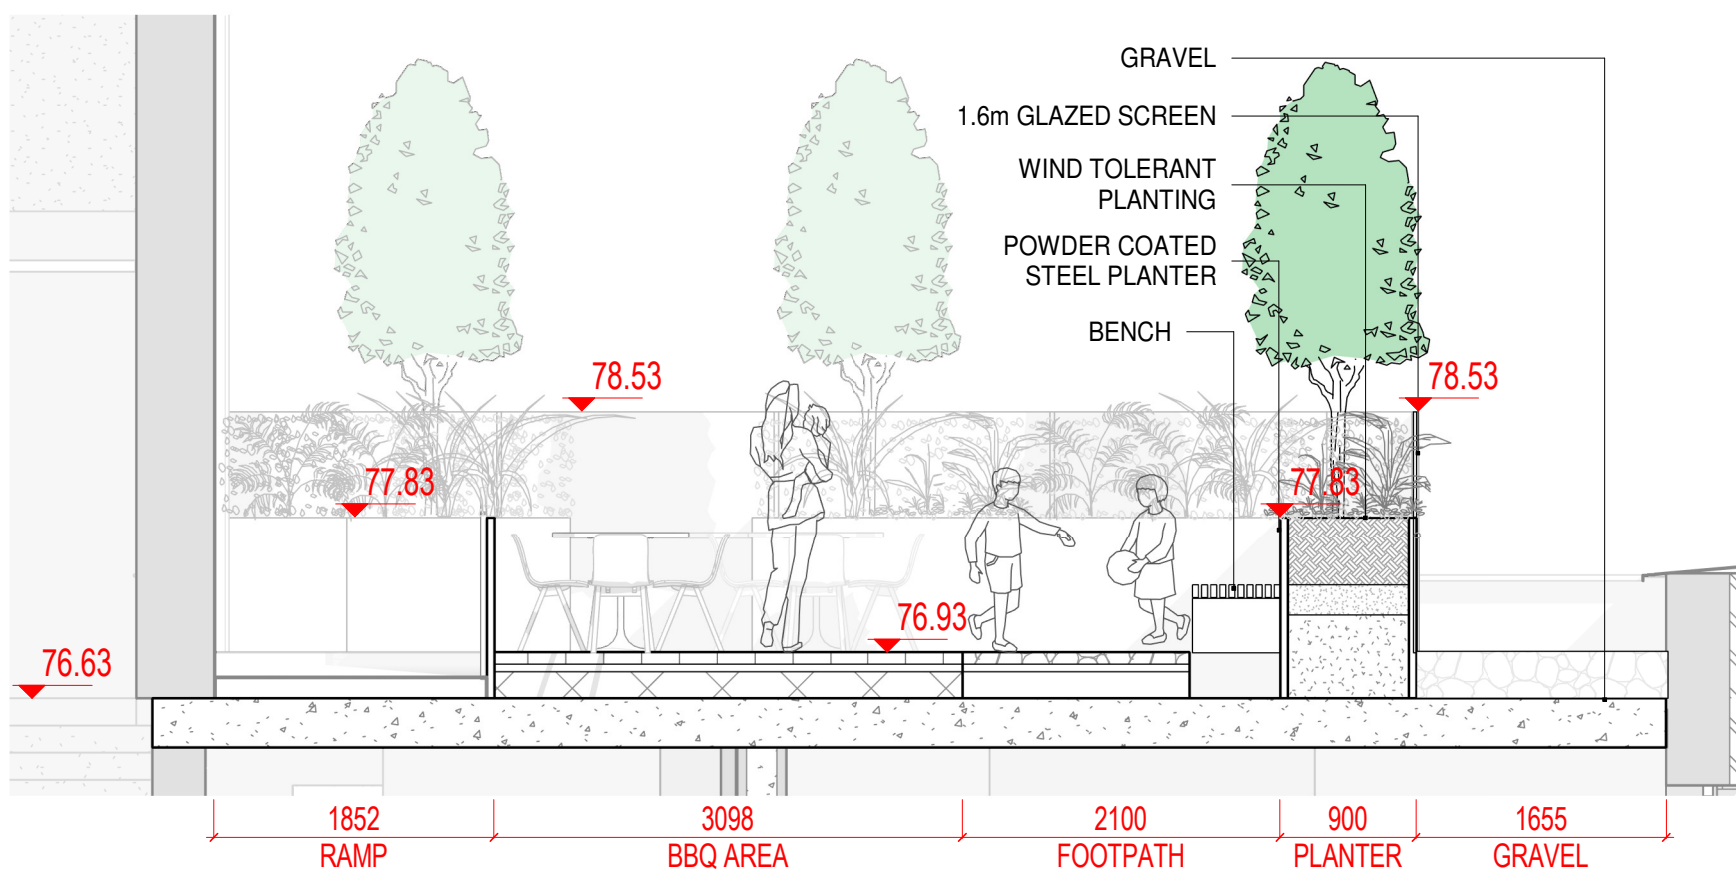 GRAVEL
1.6m GLAZED SCREEN
WIND TOLERANT
PLANTING
POWDER COATED
STEEL PLANTER
BENCH
78.53
78.53
77.83
77.83
76.93
76.63
1852
3098
2100
900
1655
RAMP
BBQ AREA
FOOTPATH
PLANTER
GRAVEL